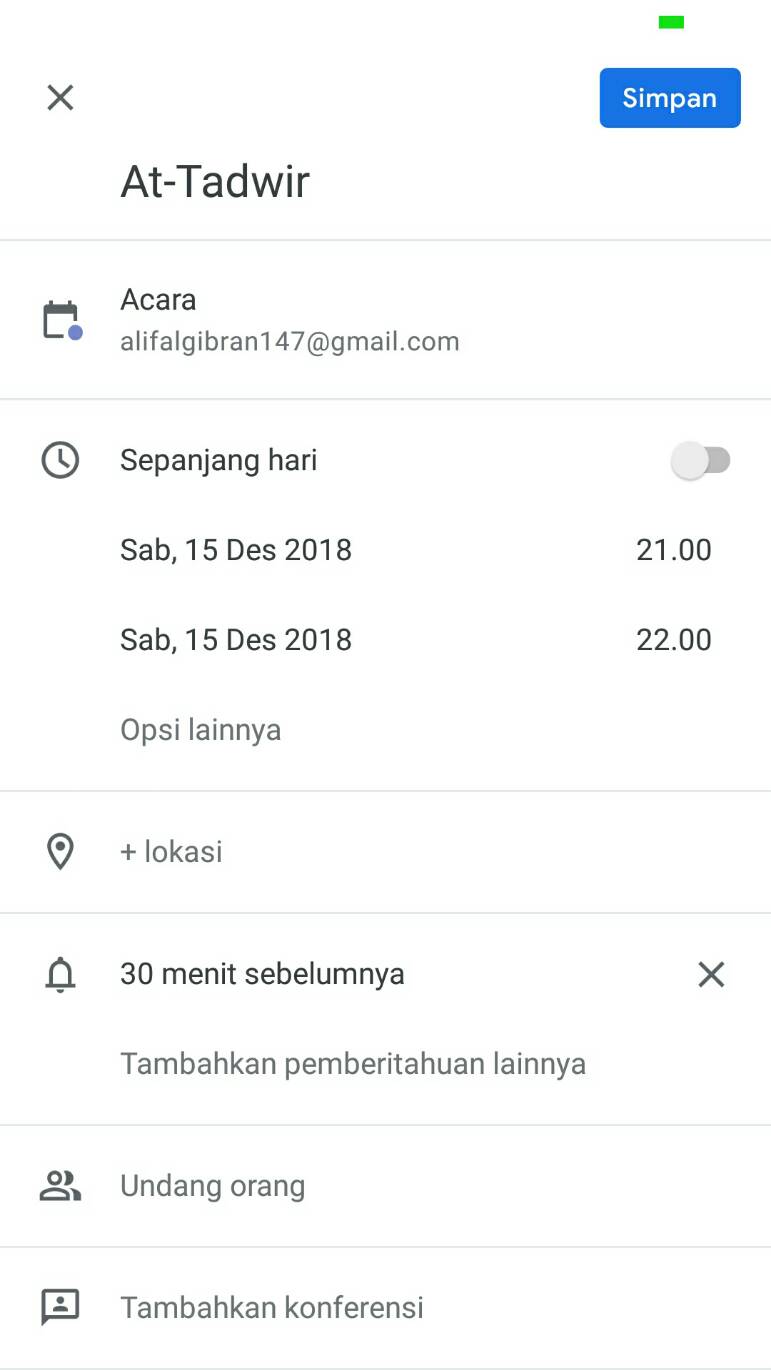 Simpan
At-Tadwir
Acara
alifalgibran147@gmail.com
Sepanjang hari
Sab, 15 Des 2018 21.00
Sab, 15 Des 2018 22.00
Opsi lainnya
+ lokasi
30 menit sebelumnya
Tambahkan pemberitahuan lainnya
Undang orang
Tambahkan konferensi